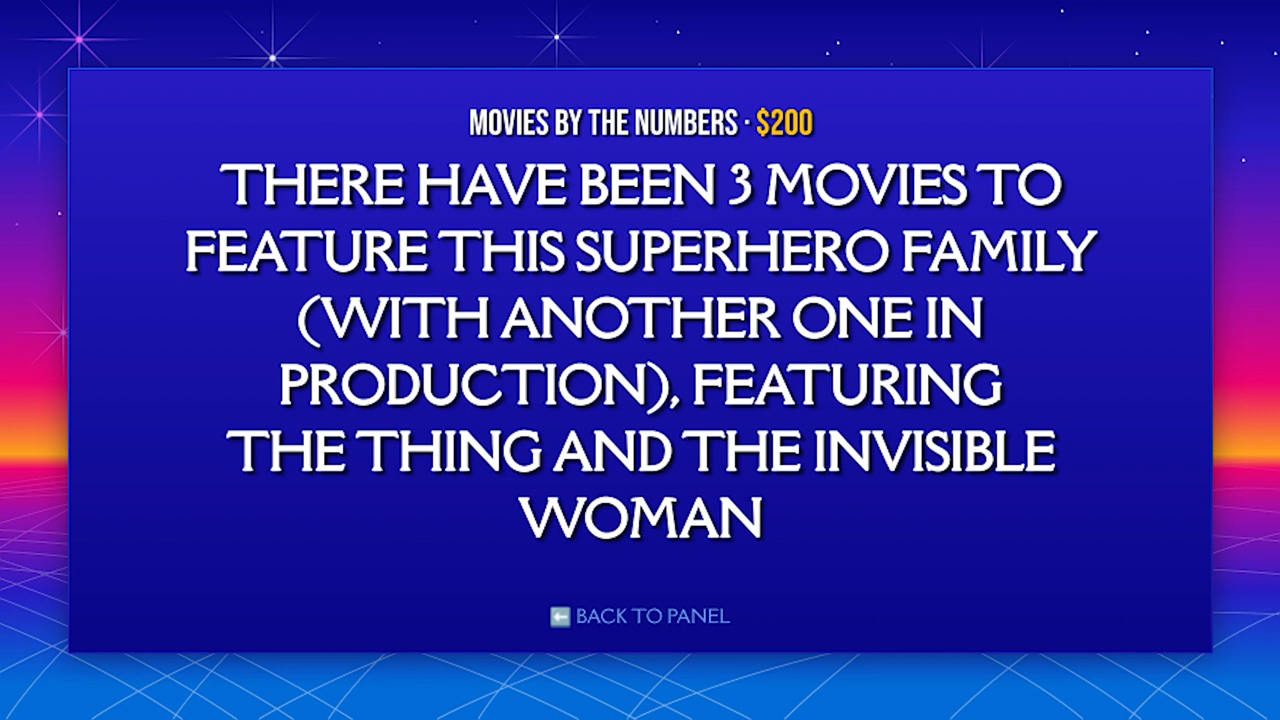 MOVIES BY THE NUMBERS · $200
THERE HAVE BEEN 3 MOVIES TO
FEATURE THIS SUPERHERO FAMILY
(WITH ANOTHER ONE IN
PRODUCTION), FEATURING
THE THING AND THE INVISIBLE
WOMAN
⬅ BACK TO PANEL